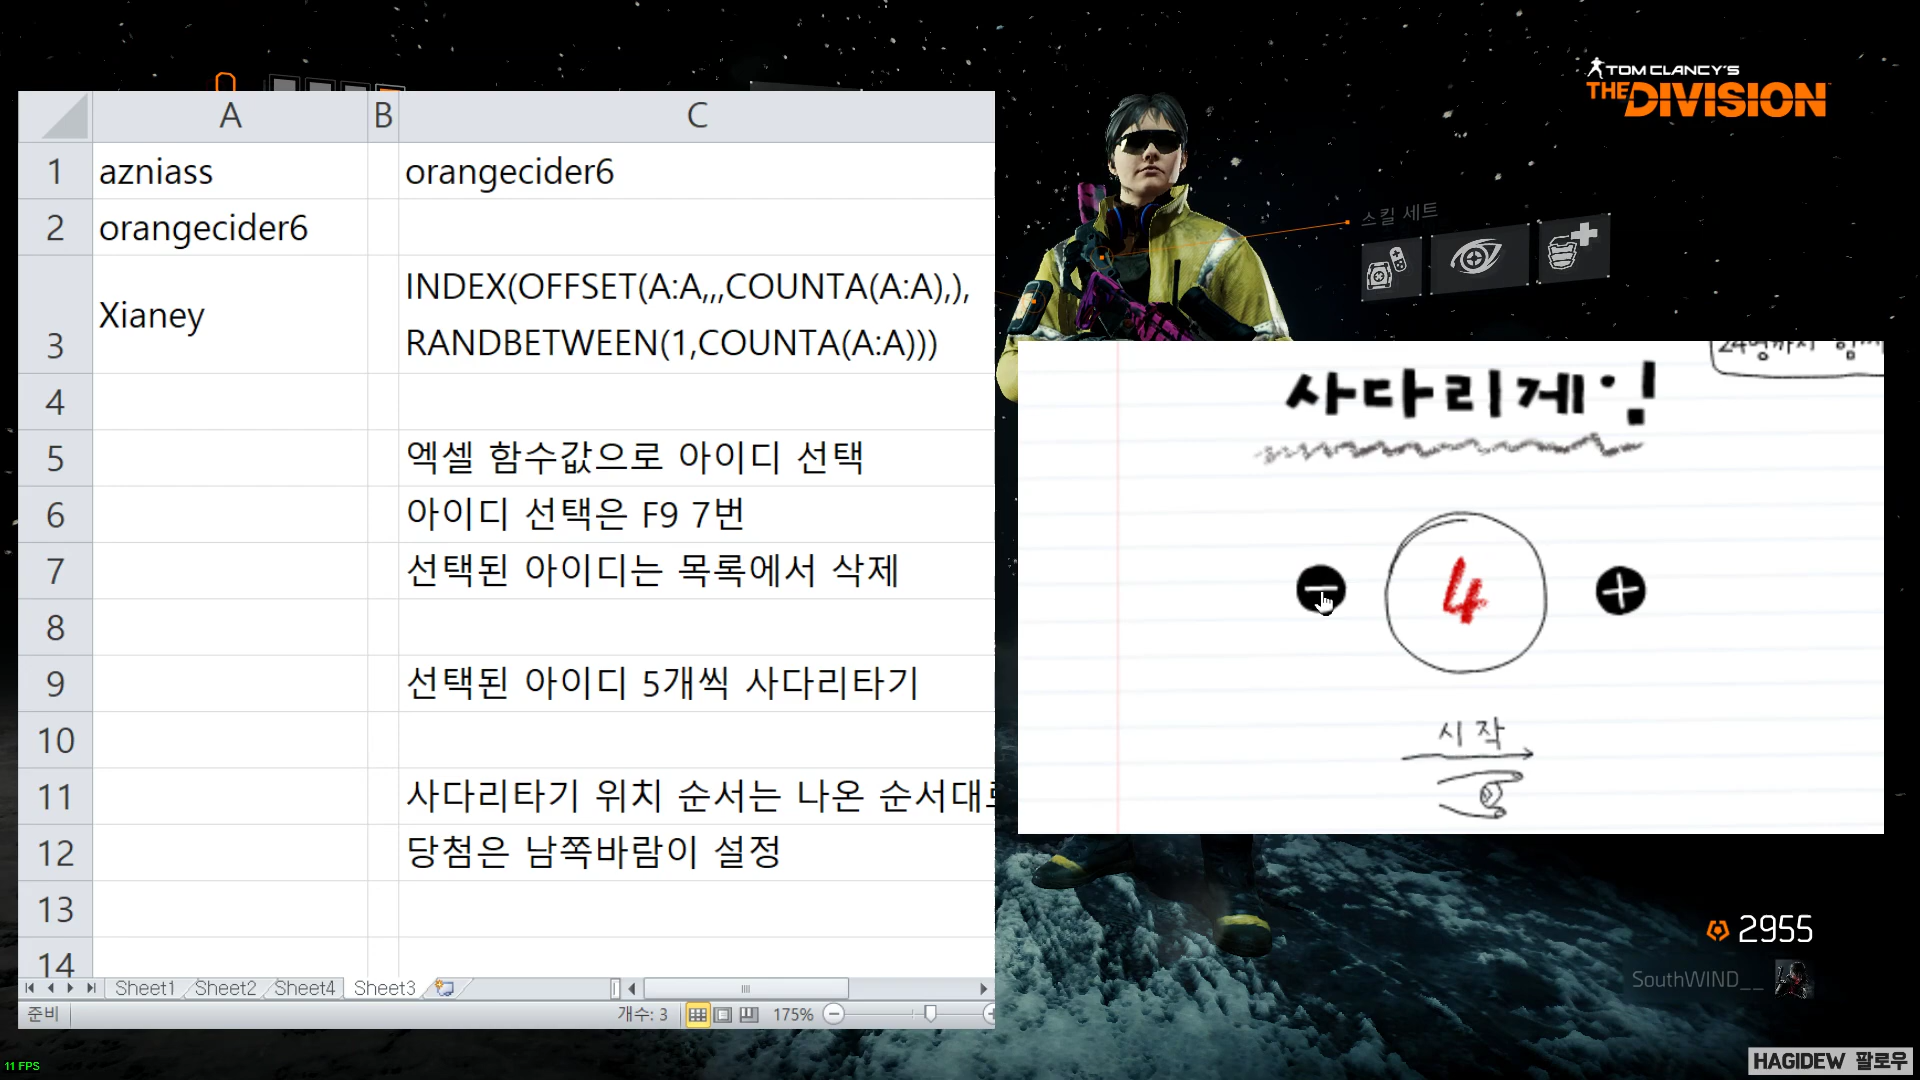 TOM CLANCY'S
THE DIVISION
스킬 세트
A B C
1 azniass orangecider6
2 orangecider6
3 Xianey INDEX(OFFSET(A:A,,,COUNTA(A:A),),
RANDBETWEEN(1,COUNTA(A:A)))
4
5 엑셀 함수값으로 아이디 선택
6 아이디 선택은 F9 7번
7 선택된 아이디는 목록에서 삭제
8
9 선택된 아이디 5개씩 사다리타기
10
11 사다리타기 위치 순서는 나온 순서대로
12 당첨은 남쪽바람이 설정
13
14
Sheet1 Sheet2 Sheet4 Sheet3
준비 개수: 3 175%
사다리게임
4
시작
2955
SouthWIND__
11 FPS
HAGIDEW 팔로우